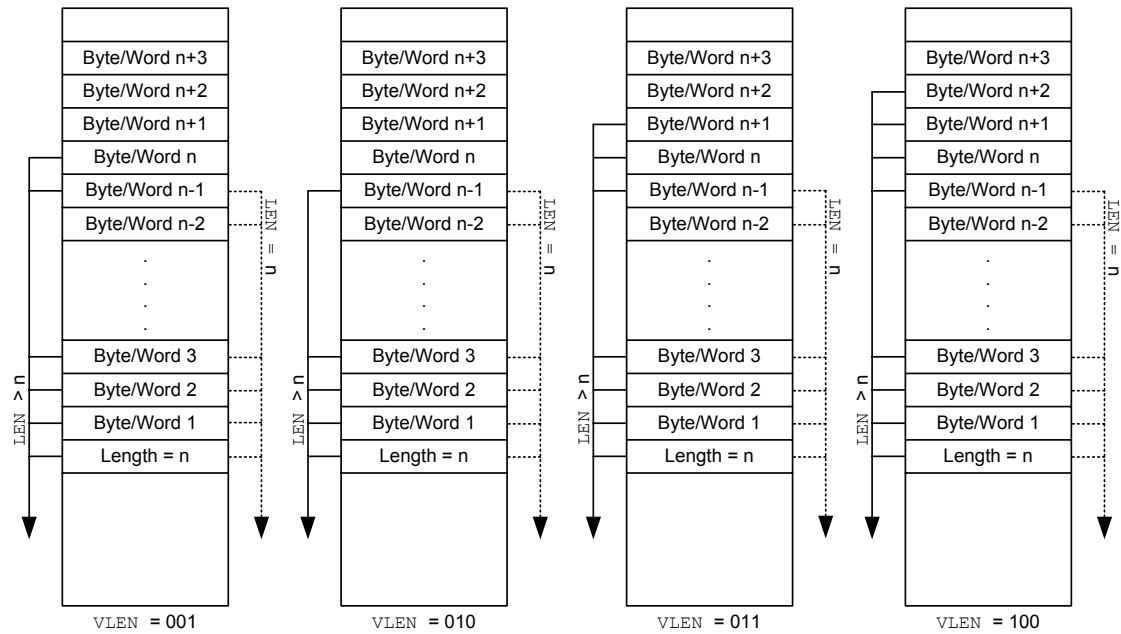 Byte/Word n+3
Byte/Word n+2
Byte/Word n+1
Byte/Word n
Byte/Word n-1
Byte/Word n-2
.
.
.
.
Byte/Word 3
Byte/Word 2
Byte/Word 1
Length = n
LEN > n
LEN = n
VLEN = 001
Byte/Word n+3
Byte/Word n+2
Byte/Word n+1
Byte/Word n
Byte/Word n-1
Byte/Word n-2
.
.
.
.
Byte/Word 3
Byte/Word 2
Byte/Word 1
Length = n
LEN > n
LEN = n
VLEN = 010
Byte/Word n+3
Byte/Word n+2
Byte/Word n+1
Byte/Word n
Byte/Word n-1
Byte/Word n-2
.
.
.
.
Byte/Word 3
Byte/Word 2
Byte/Word 1
Length = n
LEN > n
LEN = n
VLEN = 011
Byte/Word n+3
Byte/Word n+2
Byte/Word n+1
Byte/Word n
Byte/Word n-1
Byte/Word n-2
.
.
.
.
Byte/Word 3
Byte/Word 2
Byte/Word 1
Length = n
LEN > n
LEN = n
VLEN = 100